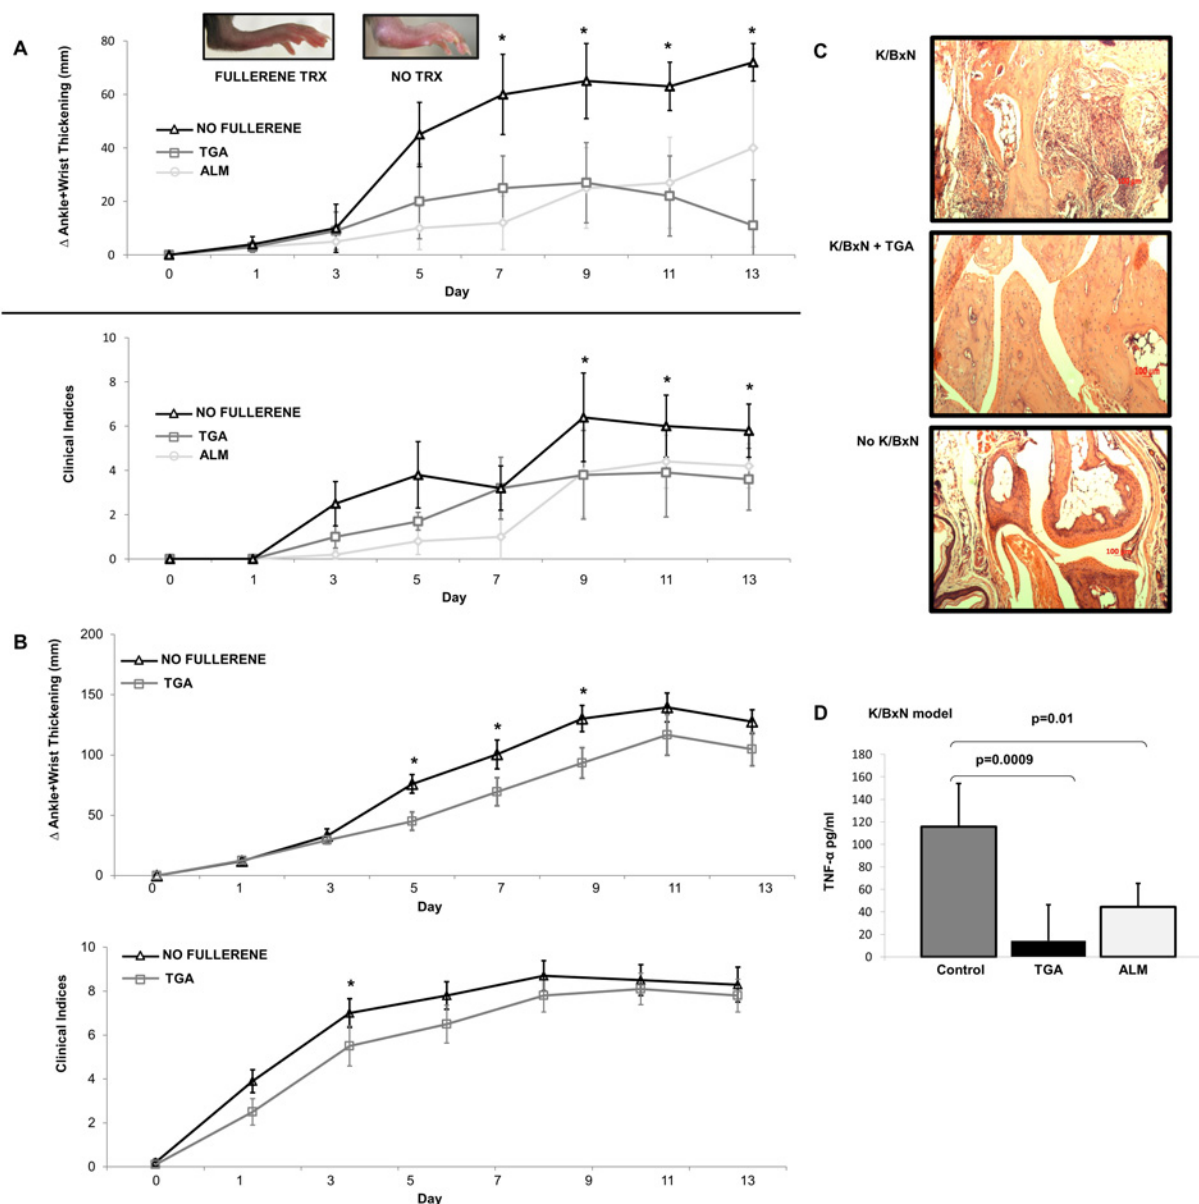 A
FULLERENE TRX
NO TRX
Δ Ankle+Wrist Thickening (mm)
80
60
40
20
0
NO FULLERENE
TGA
ALM
* * * *
0 1 3 5 7 9 11 13
Day
Clinical Indices
10
8
6
4
2
0
NO FULLERENE
TGA
ALM
* * *
0 1 3 5 7 9 11 13
Day
B
Δ Ankle+Wrist Thickening (mm)
200
150
100
50
0
NO FULLERENE
TGA
* * *
0 1 3 5 7 9 11 13
Day
Clinical Indices
10
8
6
4
2
0
NO FULLERENE
TGA
*
0 1 3 5 7 9 11 13
Day
C
K/BxN
K/BxN + TGA
100 µm
No K/BxN
100 µm
D
K/BxN model
p=0.01
p=0.0009
TNF-α pg/ml
180
160
140
120
100
80
60
40
20
0
Control TGA ALM